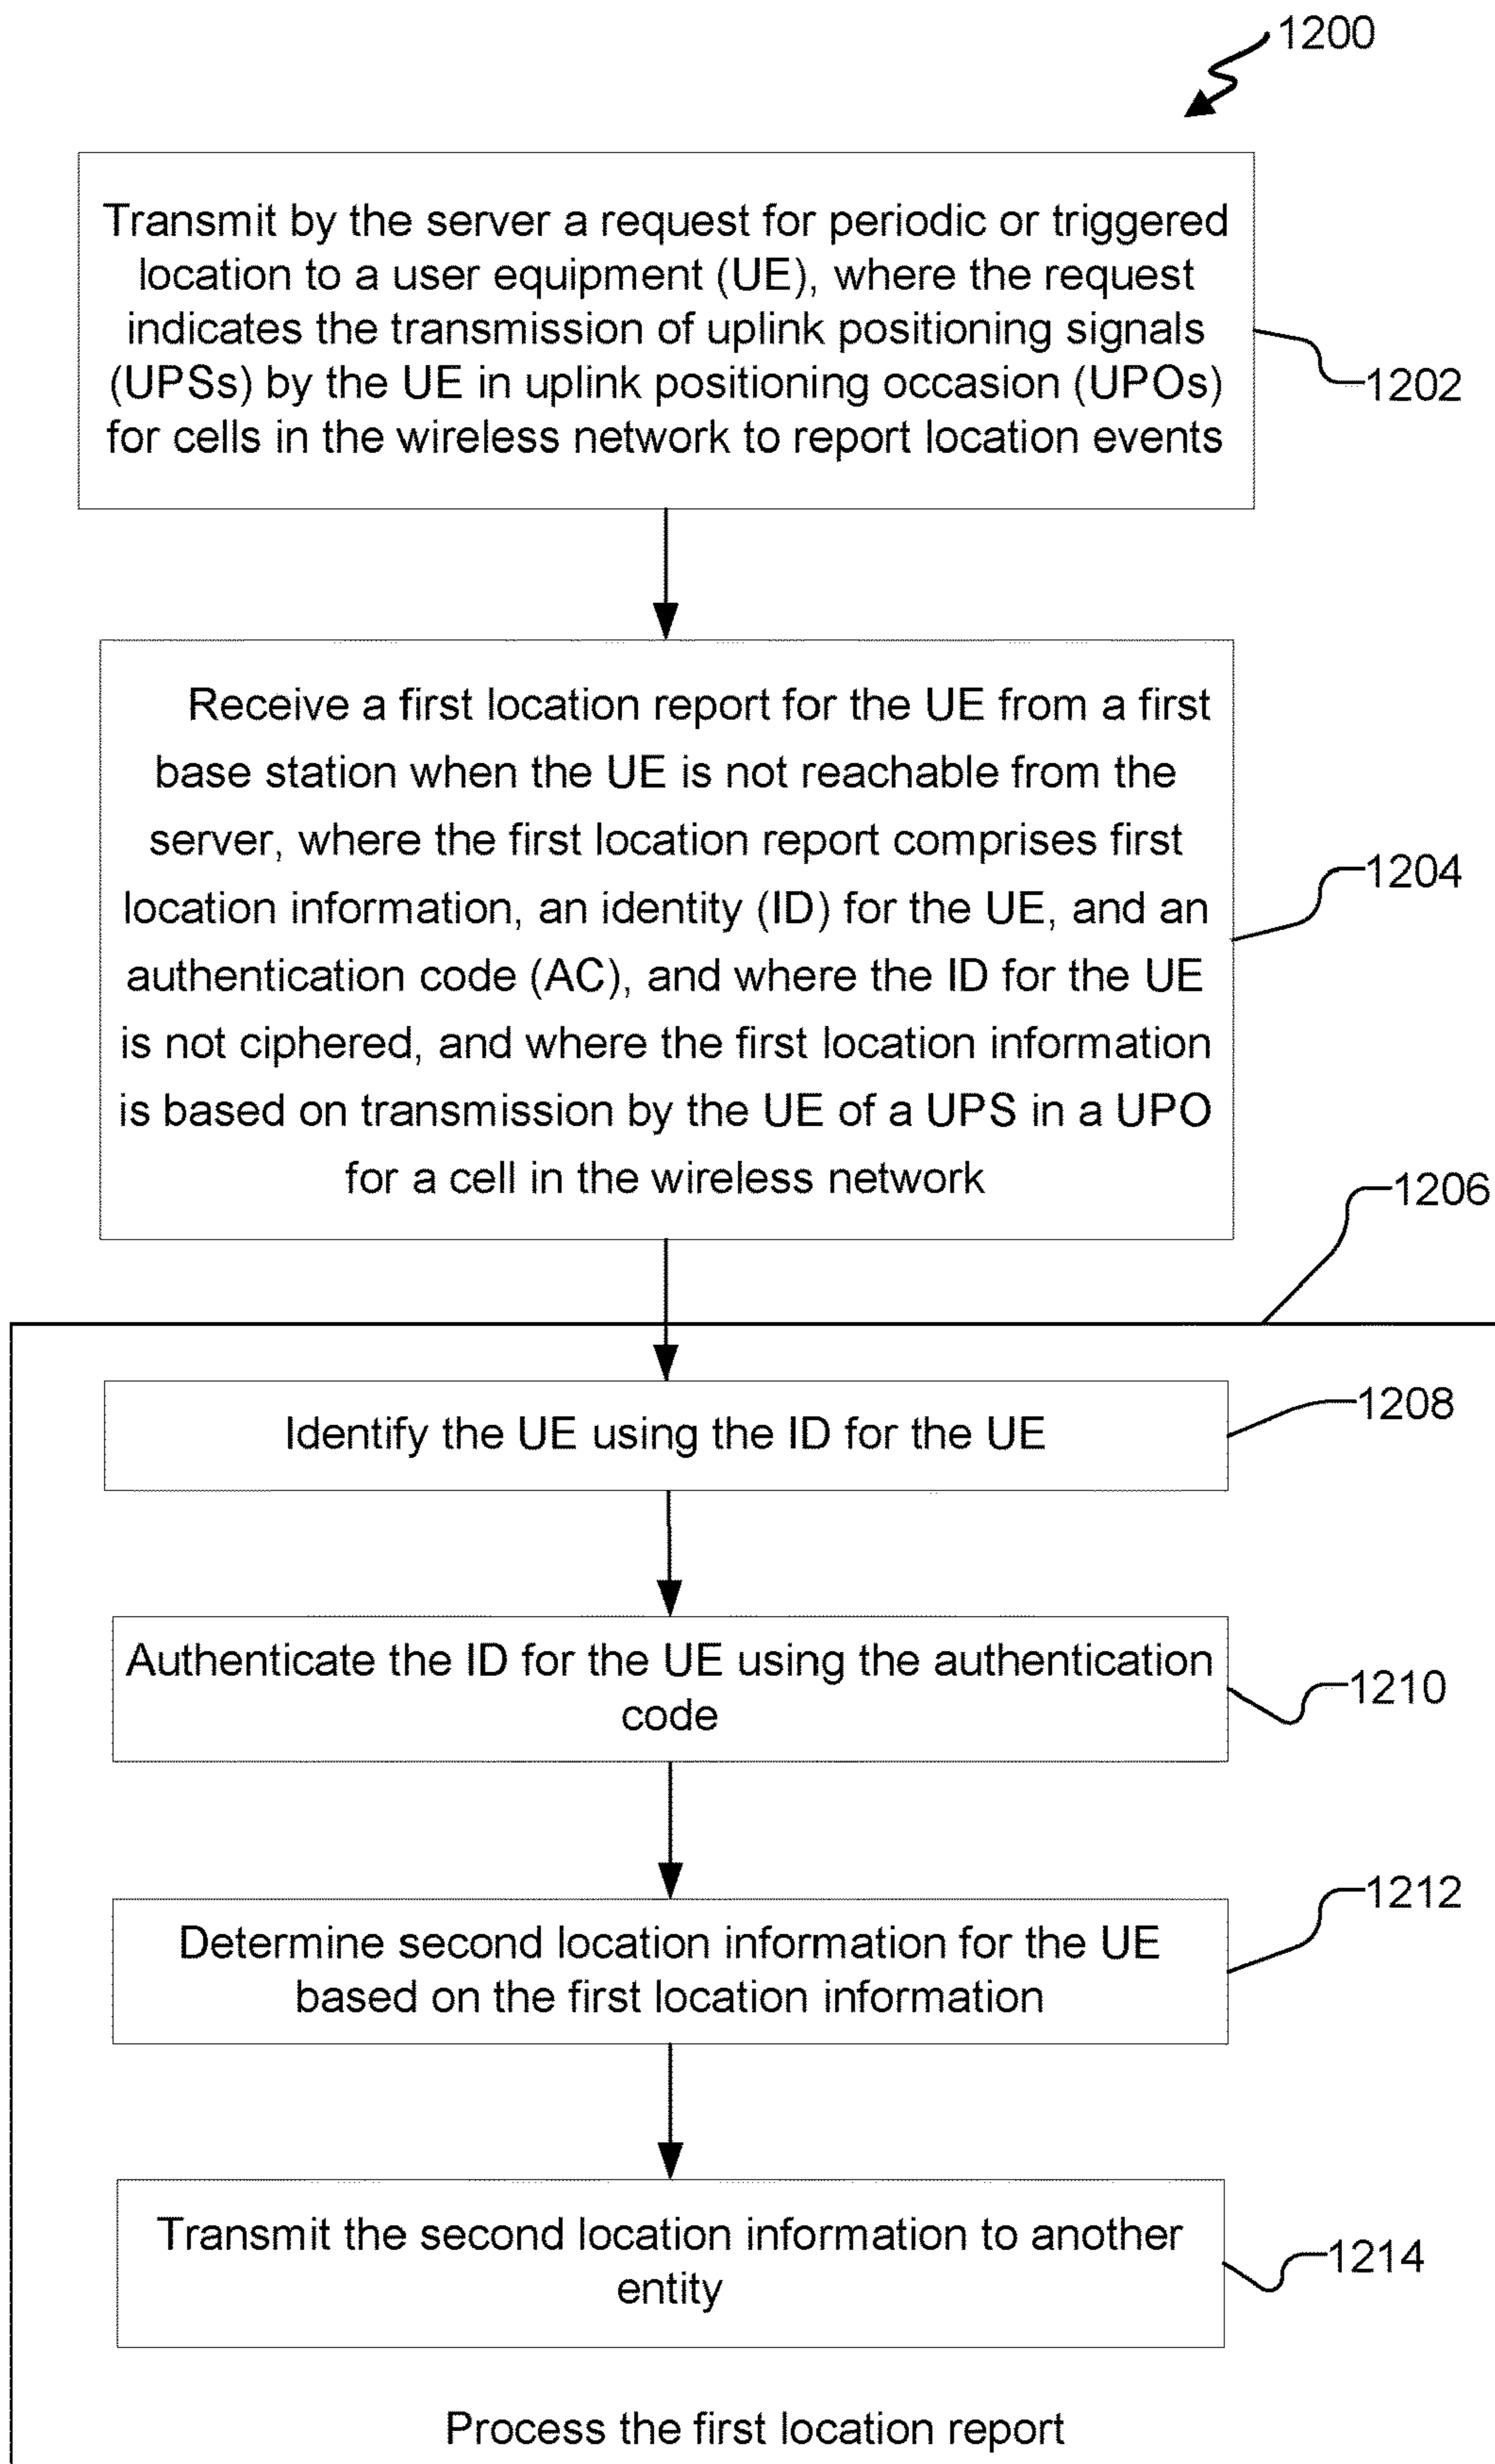 1200
Transmit by the server a request for periodic or triggered
location to a user equipment (UE), where the request
indicates the transmission of uplink positioning signals
(UPSs) by the UE in uplink positioning occasion (UPOs)
for cells in the wireless network to report location events
1202
Receive a first location report for the UE from a first
base station when the UE is not reachable from the
server, where the first location report comprises first
location information, an identity (ID) for the UE, and an
authentication code (AC), and where the ID for the UE
is not ciphered, and where the first location information
is based on transmission by the UE of a UPS in a UPO
for a cell in the wireless network
1204
1206
Identify the UE using the ID for the UE
1208
Authenticate the ID for the UE using the authentication
code
1210
Determine second location information for the UE
based on the first location information
1212
Transmit the second location information to another
entity
1214
Process the first location report